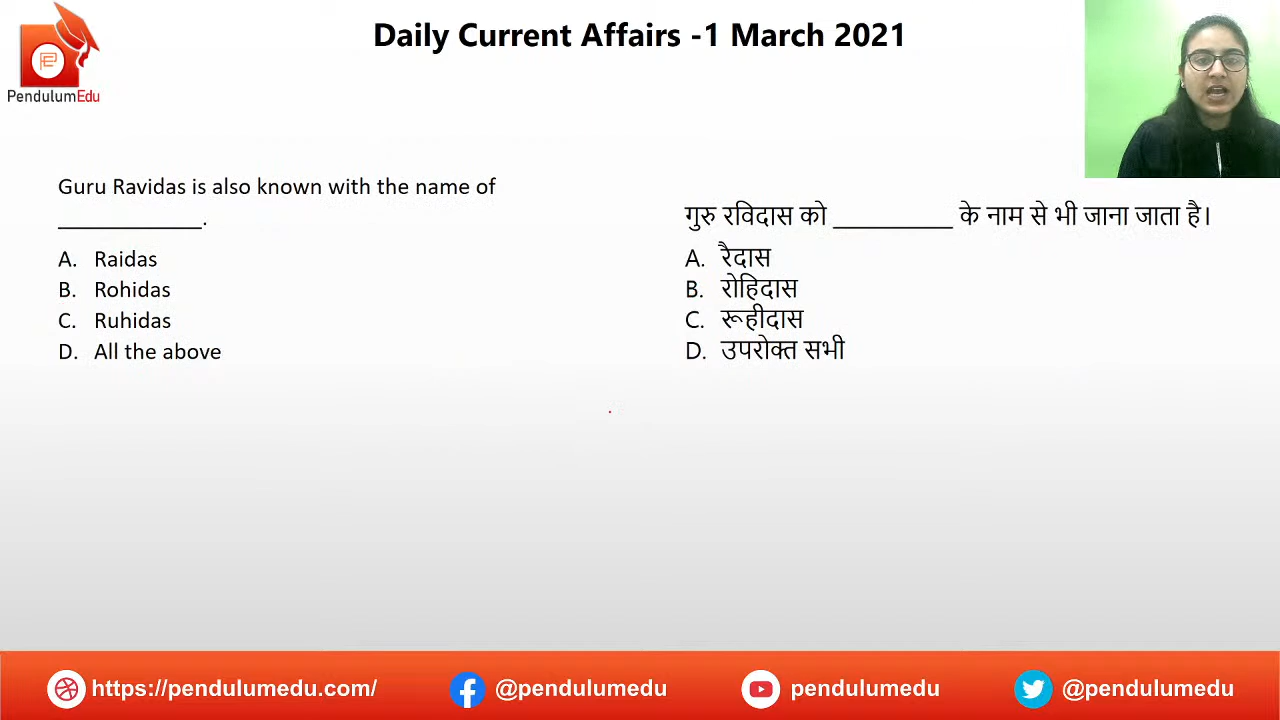 Daily Current Affairs -1 March 2021
PendulumEdu
Guru Ravidas is also known with the name of
____________.
A. Raidas
B. Rohidas
C. Ruhidas
D. All the above
गुरु रविदास को __________ के नाम से भी जाना जाता है।
A. रैदास
B. रोहिदास
C. रूहीदास
D. उपरोक्त सभी
https://pendulumedu.com/
@pendulumedu
pendulumedu
@pendulumedu